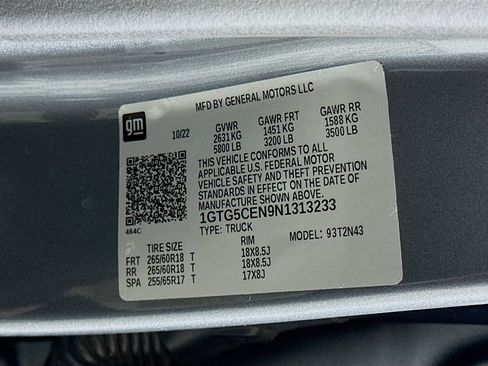 MFD BY GENERAL MOTORS LLC
gm
10/22
GVWR GAWR FRT GAWR RR
2631 KG 1451 KG 1588 KG
5800 LB 3200 LB 3500 LB
THIS VEHICLE CONFORMS TO ALL
APPLICABLE U.S. FEDERAL MOTOR
VEHICLE SAFETY AND THEFT PREVENTION
STANDARDS IN EFFECT ON THE DATE OF
MANUFACTURE SHOWN ABOVE.
1GTG5CEN9N1313233
464C
TYPE: TRUCK MODEL: 93T2N43
TIRE SIZE RIM
FRT 265/60R18 T 18X8.5J
RR 265/60R18 T 18X8.5J
SPA 255/65R17 T 17X8J